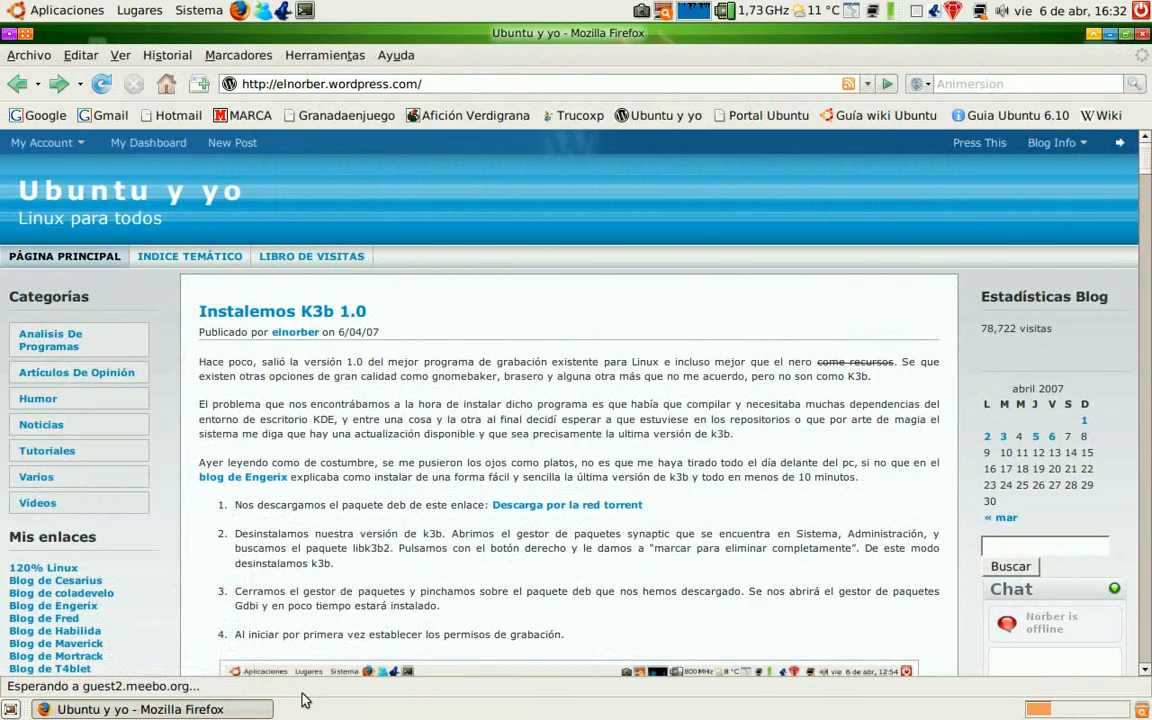 Aplicaciones Lugares Sistema 1,73GHz 11 °C vie 6 de abr, 16:32
Ubuntu y yo - Mozilla Firefox
Archivo Editar Ver Historial Marcadores Herramientas Ayuda
http://elnorber.wordpress.com/ Animersion
Google Gmail Hotmail MARCA Granadaenjuego Afición Verdigrana Trucoxp Ubuntu y yo Portal Ubuntu Guía wiki Ubuntu Guia Ubuntu 6.10 Wiki
My Account My Dashboard New Post Press This Blog Info
Ubuntu y yo
Linux para todos
PÁGINA PRINCIPAL INDICE TEMÁTICO LIBRO DE VISITAS
Categorías
Analisis De
Programas
Artículos De Opinión
Humor
Noticias
Tutoriales
Varios
Vídeos
Mis enlaces
120% Linux
Blog de Cesarius
Blog de coladevelo
Blog de Engerix
Blog de Fred
Blog de Habilida
Blog de Maverick
Blog de Mortrack
Blog de T4blet
Instalemos K3b 1.0
Publicado por elnorber on 6/04/07
Hace poco, salió la versión 1.0 del mejor programa de grabación existente para Linux e incluso mejor que el nero come recursos. Se que
existen otras opciones de gran calidad como gnomebaker, brasero y alguna otra más que no me acuerdo, pero no son como K3b.
El problema que nos encontrábamos a la hora de instalar dicho programa es que había que compilar y necesitaba muchas dependencias del
entorno de escritorio KDE, y entre una cosa y la otra al final decidí esperar a que estuviese en los repositorios o que por arte de magia el
sistema me diga que hay una actualización disponible y que sea precisamente la ultima versión de k3b.
Ayer leyendo como de costumbre, se me pusieron los ojos como platos, no es que me haya tirado todo el día delante del pc, si no que en el
blog de Engerix explicaba como instalar de una forma fácil y sencilla la última versión de k3b y todo en menos de 10 minutos.
1. Nos descargamos el paquete deb de este enlace: Descarga por la red torrent
2. Desinstalamos nuestra versión de k3b. Abrimos el gestor de paquetes synaptic que se encuentra en Sistema, Administración, y
buscamos el paquete libk3b2. Pulsamos con el botón derecho y le damos a “marcar para eliminar completamente”. De este modo
desinstalamos k3b.
3. Cerramos el gestor de paquetes y pinchamos sobre el paquete deb que nos hemos descargado. Se nos abrirá el gestor de paquetes
Gdbi y en poco tiempo estará instalado.
4. Al iniciar por primera vez establecer los permisos de grabación.
Aplicaciones Lugares Sistema 800MHz 8 °C vie 6 de abr, 12:54
Estadísticas Blog
78,722 visitas
abril 2007
L M M J V S D
1
2 3 4 5 6 7 8
9 10 11 12 13 14 15
16 17 18 19 20 21 22
23 24 25 26 27 28 29
30
« mar
Buscar
Chat
Norber is
offline
Esperando a guest2.meebo.org...
Ubuntu y yo - Mozilla Firefox